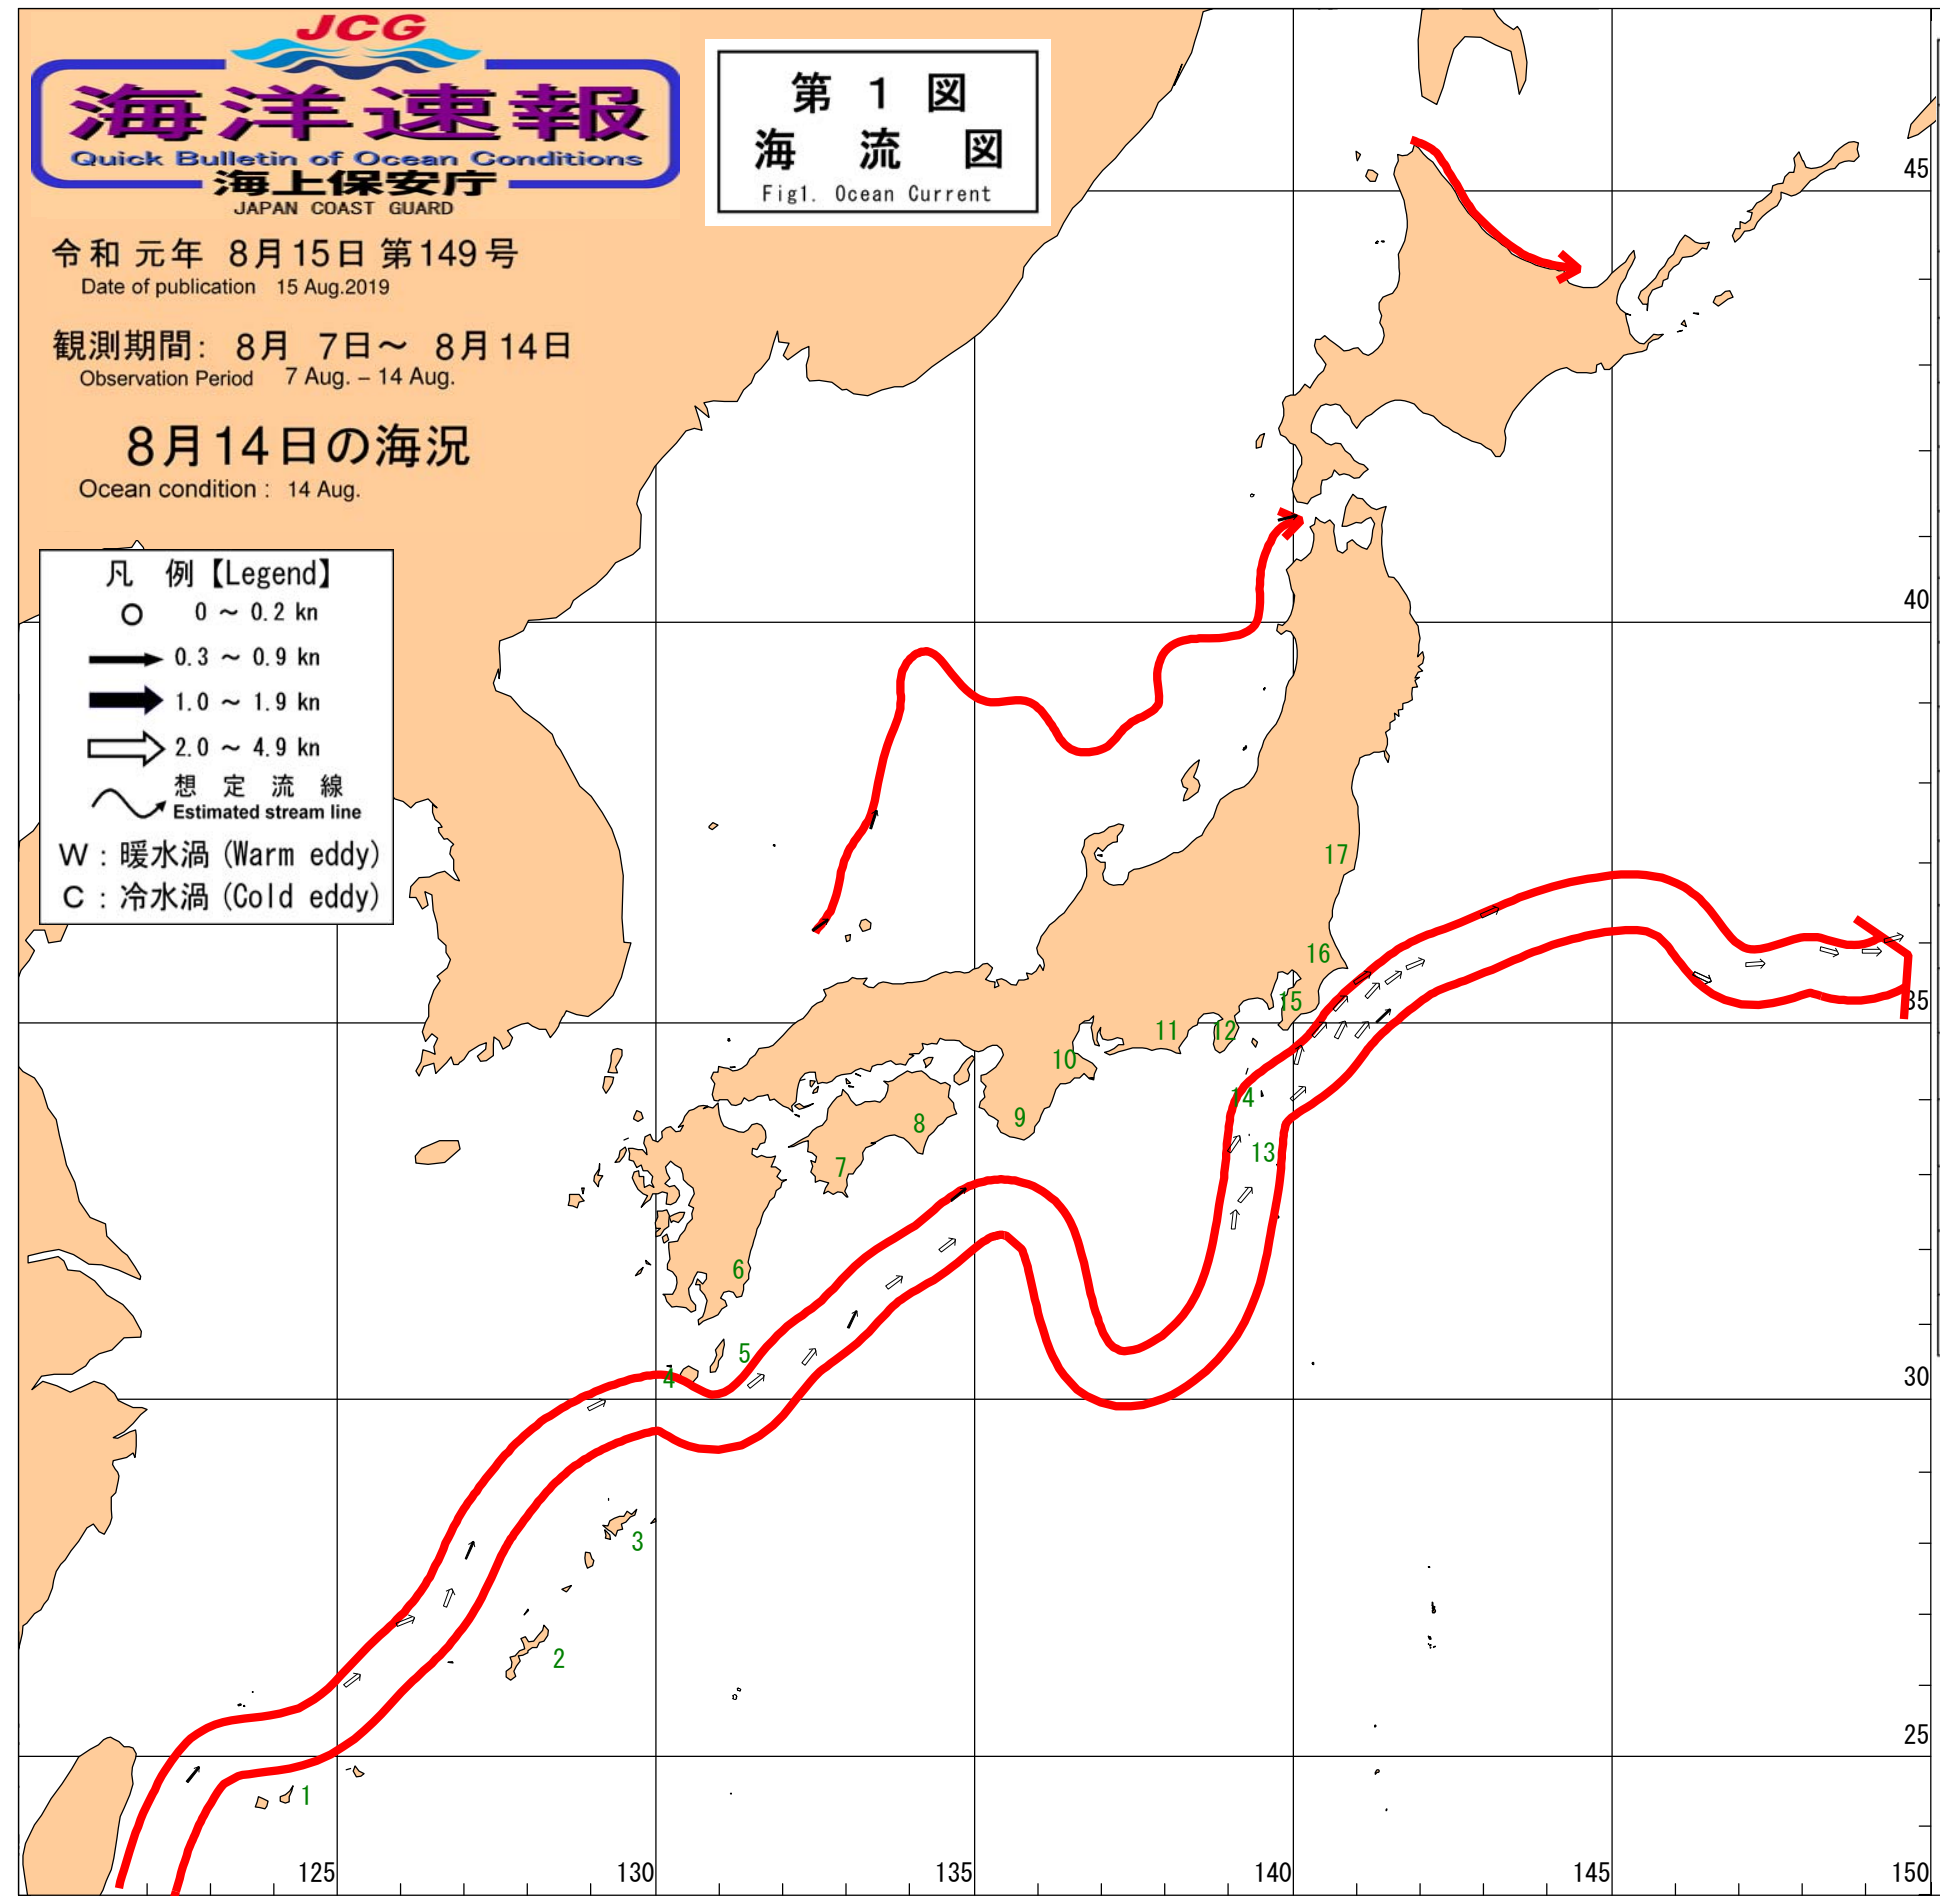 JCG
海洋速報
Quick Bulletin of Ocean Conditions
海上保安庁
JAPAN COAST GUARD
第 1 図
海 流 図
Fig1. Ocean Current
令和 元年 8月15日 第149号
Date of publication 15 Aug.2019
観測期間: 8月 7日～ 8月14日
Observation Period 7 Aug. – 14 Aug.
8月14日の海況
Ocean condition : 14 Aug.
凡 例【Legend】
0 ～ 0.2 kn
0.3 ～ 0.9 kn
1.0 ～ 1.9 kn
2.0 ～ 4.9 kn
想 定 流 線
Estimated stream line
W : 暖水渦 (Warm eddy)
C : 冷水渦 (Cold eddy)
45
40
17
16
35
15
12
11
10
14
9
8
13
7
6
5
4
30
3
2
25
1
125
130
135
140
145
150